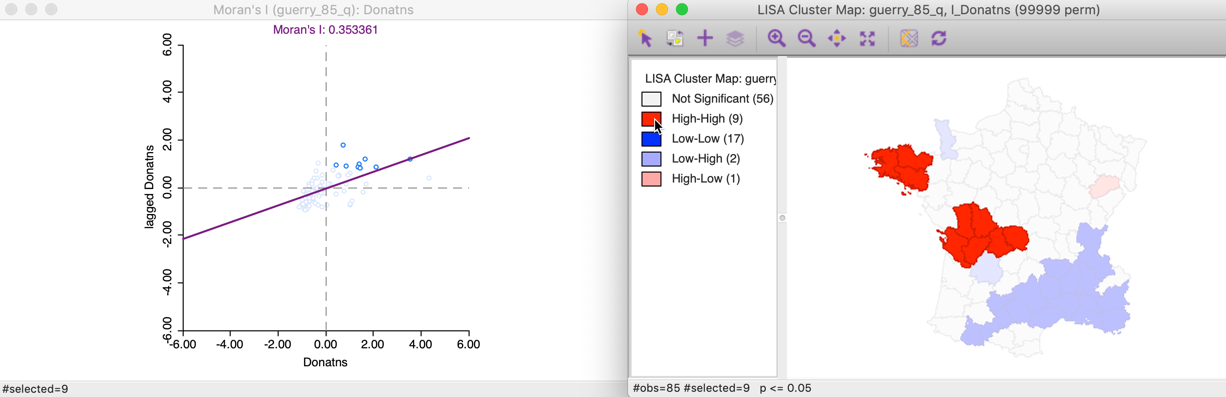 Moran's I (guerry_85_q): Donatns
Moran's I: 0.353361
6.00
4.00
2.00
0.00
-2.00
-4.00
-6.00
lagged Donatns
-6.00 -4.00 -2.00 0.00 2.00 4.00 6.00
Donatns
#selected=9
LISA Cluster Map: guerry_85_q, I_Donatns (99999 perm)
LISA Cluster Map: guerry
Not Significant (56)
High-High (9)
Low-Low (17)
Low-High (2)
High-Low (1)
#obs=85 #selected=9 p <= 0.05